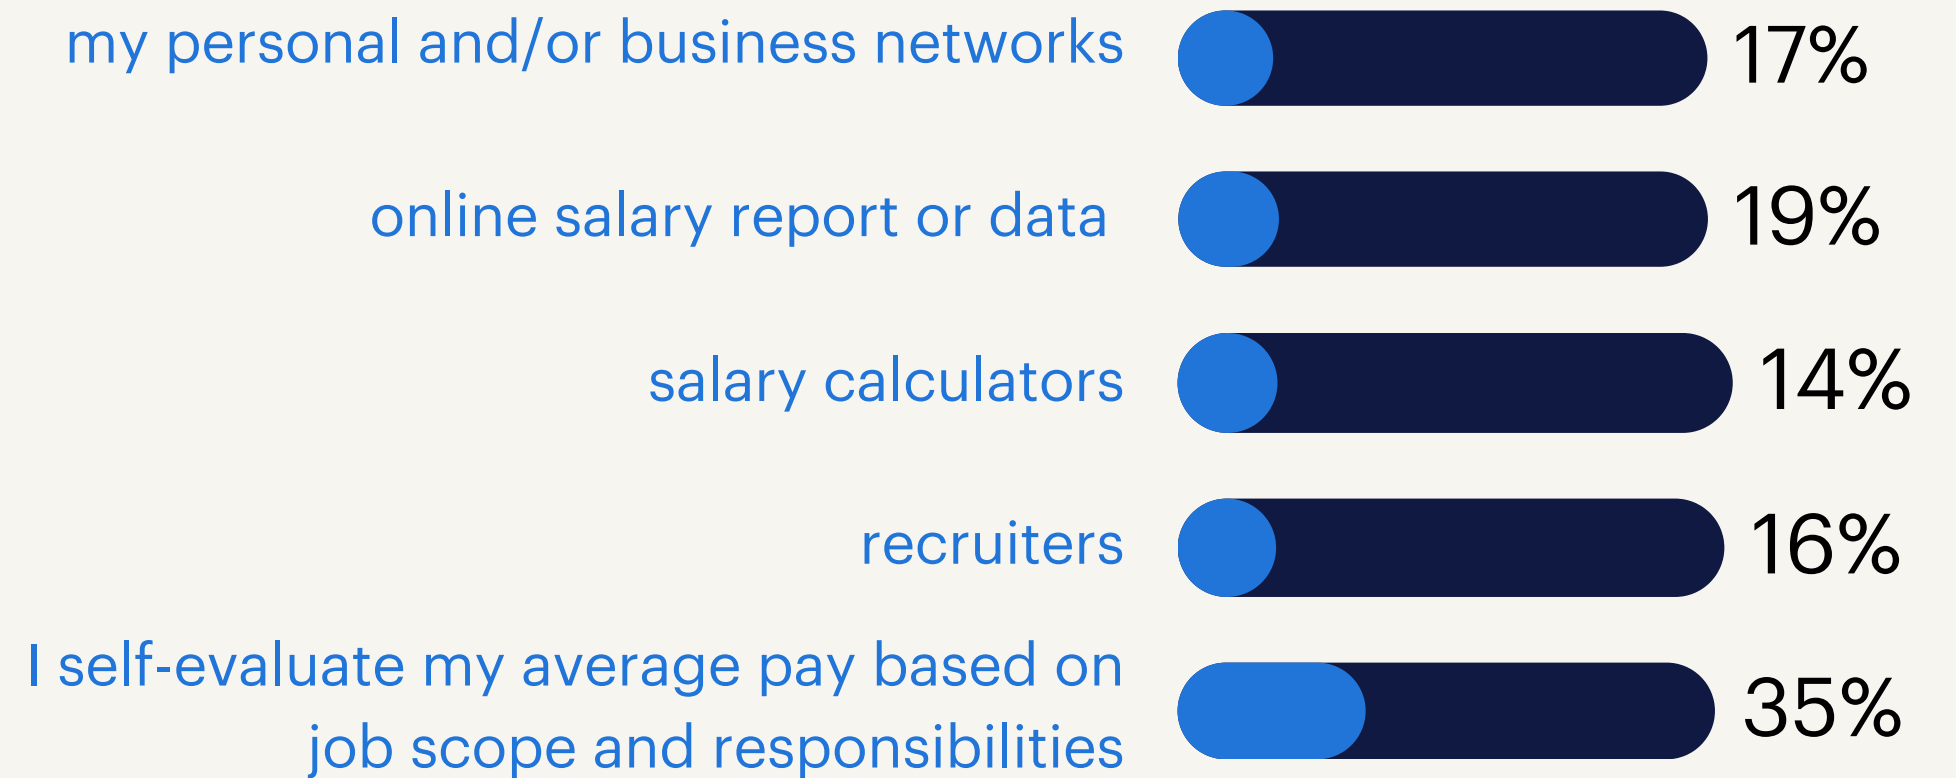 my personal and/or business networks 17%
online salary report or data 19%
salary calculators 14%
recruiters 16%
I self-evaluate my average pay based on
job scope and responsibilities 35%